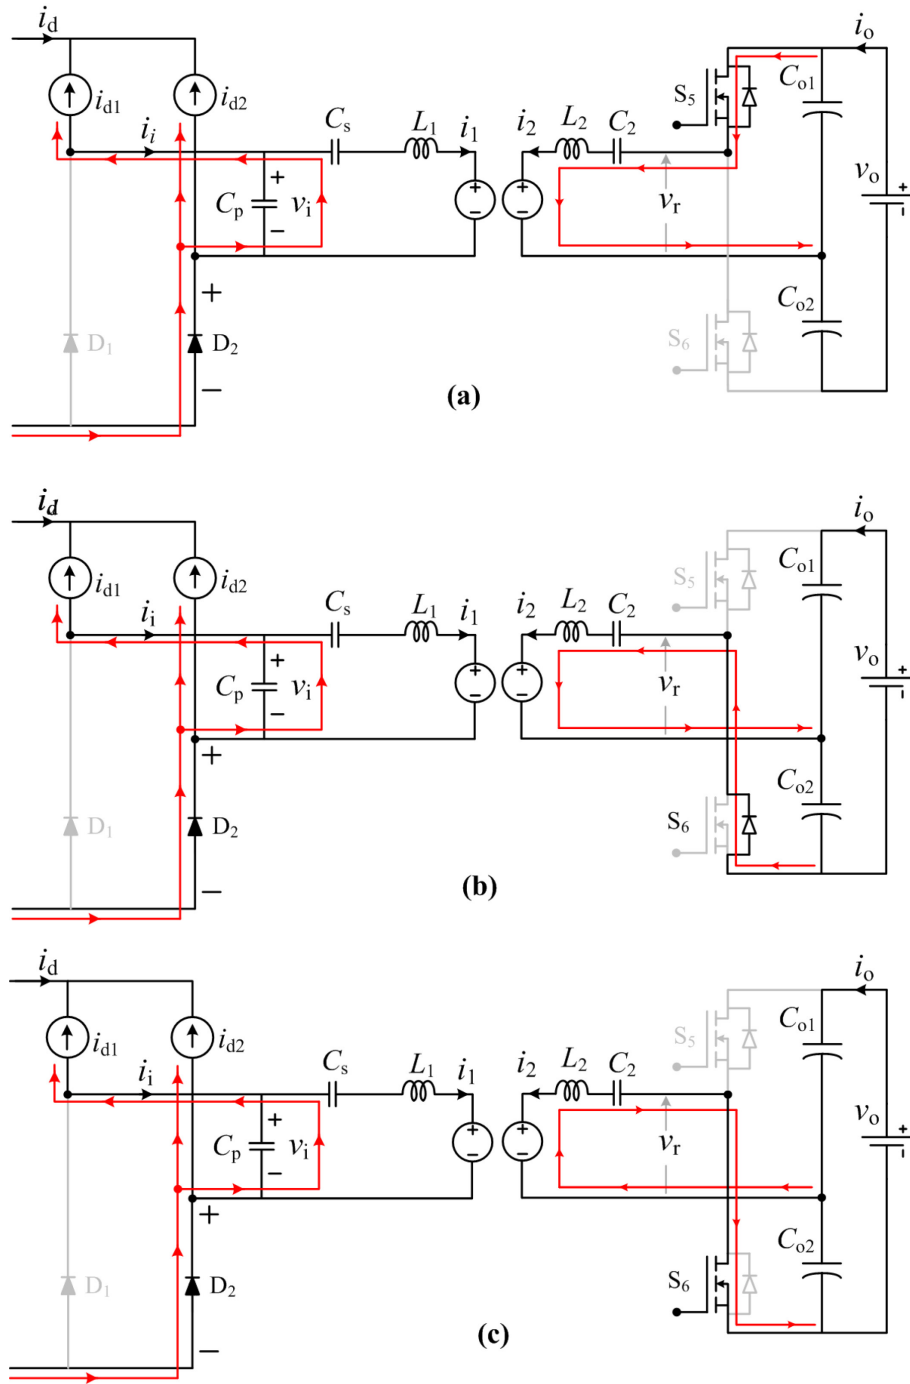 i_d i_o
i_d1 i_d2 S_5 C_o1
i_i C_s L_1 i_1 i_2 L_2 C_2
C_p + v_i − + − + − v_r v_o + −
+ C_o2
D_1 D_2 S_6
−
(a)
i_d i_o
i_d1 i_d2 S_5 C_o1
i_i C_s L_1 i_1 i_2 L_2 C_2
C_p + v_i − + − + − v_r v_o + −
+ C_o2
D_1 D_2 S_6
−
(b)
i_d i_o
i_d1 i_d2 S_5 C_o1
i_i C_s L_1 i_1 i_2 L_2 C_2
C_p + v_i − + − + − v_r v_o + −
+ C_o2
D_1 D_2 S_6
−
(c)